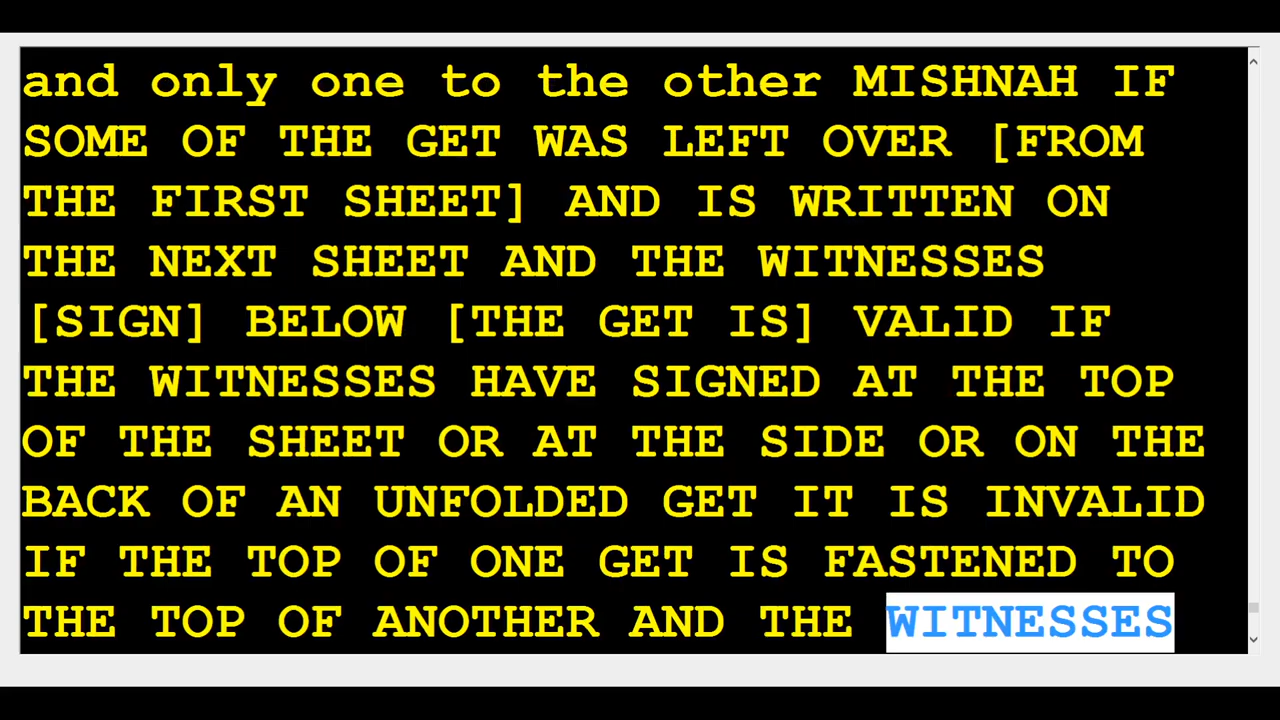 and only one to the other MISHNAH IF
SOME OF THE GET WAS LEFT OVER [FROM
THE FIRST SHEET] AND IS WRITTEN ON
THE NEXT SHEET AND THE WITNESSES
[SIGN] BELOW [THE GET IS] VALID IF
THE WITNESSES HAVE SIGNED AT THE TOP
OF THE SHEET OR AT THE SIDE OR ON THE
BACK OF AN UNFOLDED GET IT IS INVALID
IF THE TOP OF ONE GET IS FASTENED TO
THE TOP OF ANOTHER AND THE WITNESSES